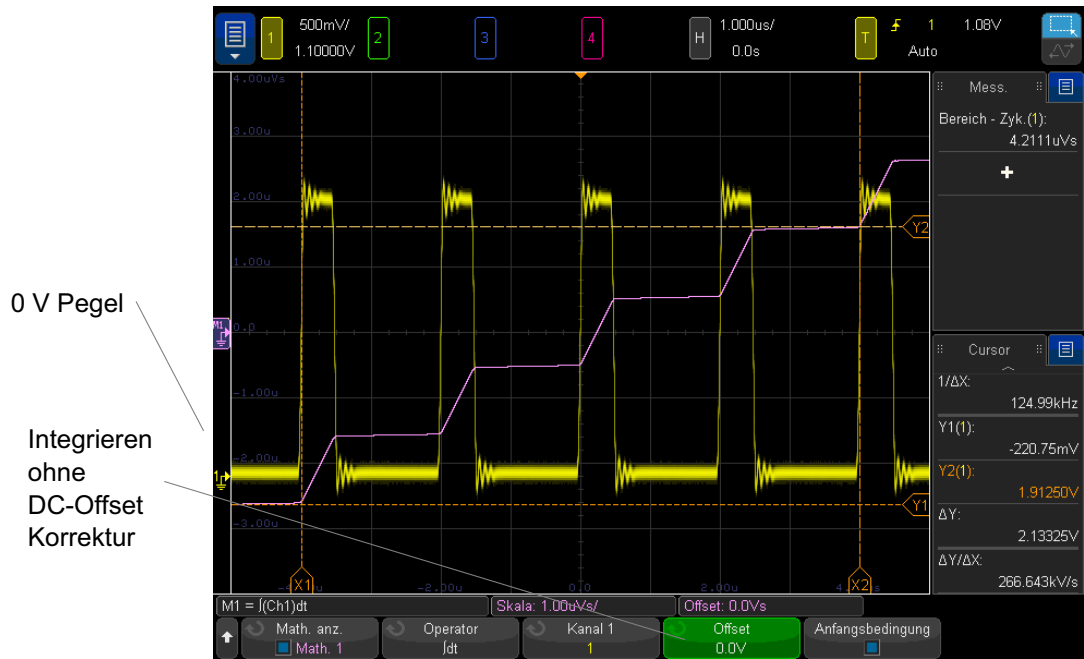 500mV/
1
1.10000V
2
3
4
H
1.000us/
0.0s
T
1
1.08V
Auto
4.00uVs
3.00u
2.00u
1.00u
0.0
-1.00u
-2.00u
-3.00u
M1
1
Y2
Y1
X1
-2.00u
0.0
2.00u
X2
Mess.
Bereich - Zyk.(1):
4.2111uVs
+
Cursor
1/ΔX:
124.99kHz
Y1(1):
-220.75mV
Y2(1):
1.91250V
ΔY:
2.13325V
ΔY/ΔX:
266.643kV/s
0 V Pegel
Integrieren
ohne
DC-Offset
Korrektur
M1 = ∫(Ch1)dt
Skala: 1.00uVs/
Offset: 0.0Vs
Math. anz.
Math. 1
Operator
∫dt
Kanal 1
1
Offset
0.0V
Anfangsbedingung